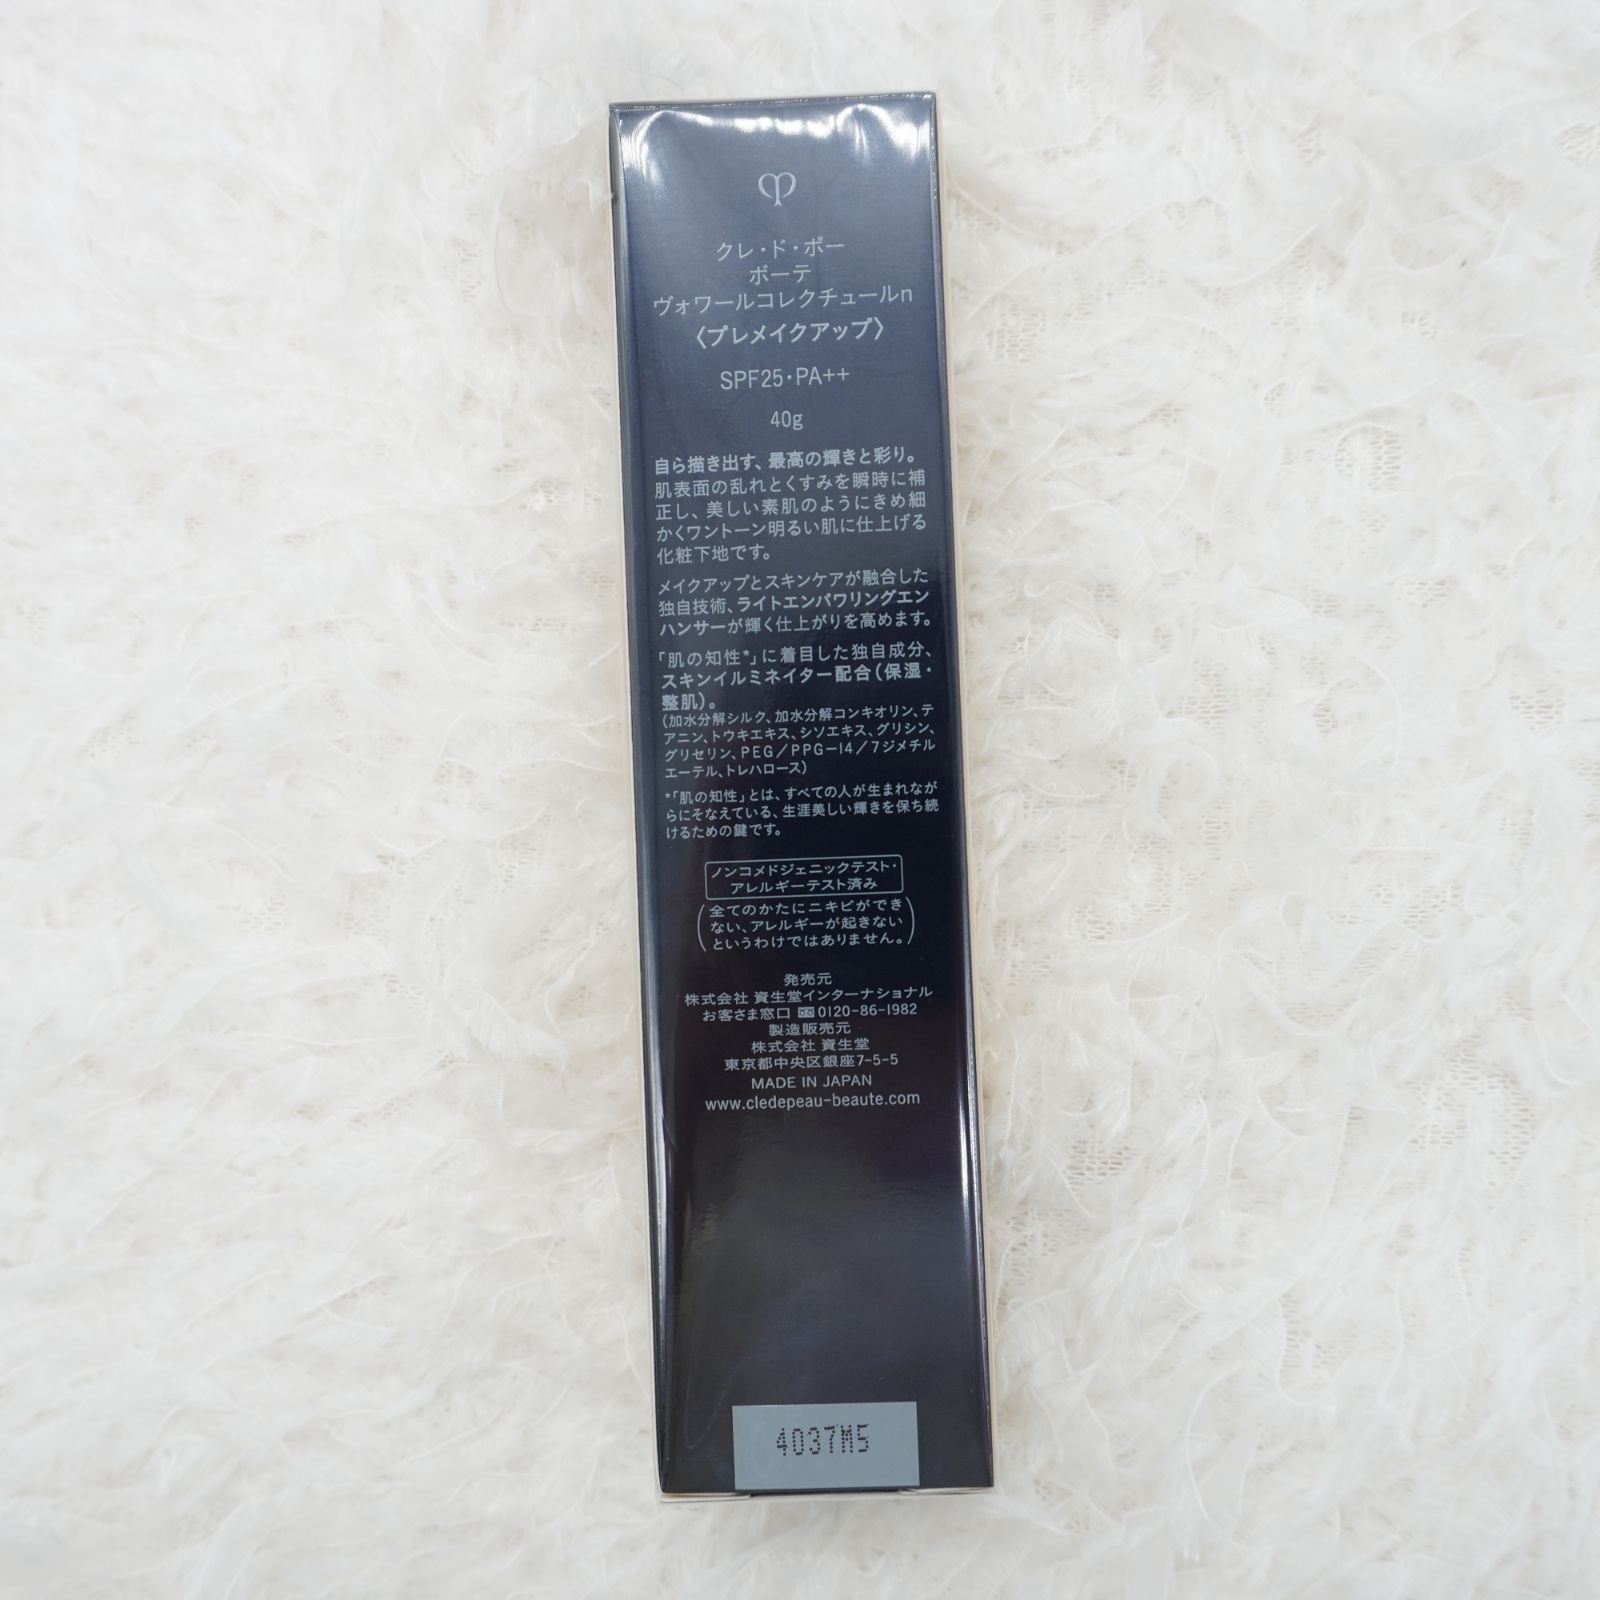 クレ・ド・ポー
ボーテ
ヴォワールコレクチュールn
〈プレメイクアップ〉
SPF25・PA++
40g
自ら描き出す、最高の輝きと彩り。
肌表面の乱れとくすみを瞬時に補
正し、美しい素肌のようにきめ細
かくワントーン明るい肌に仕上げる
化粧下地です。
メイクアップとスキンケアが融合した
独自技術、ライトエンパワリングエン
ハンサーが輝く仕上がりを高めます。
「肌の知性*」に着目した独自成分、
スキンイルミネイター配合(保湿・
整肌)。
(加水分解シルク、加水分解コンキオリン、テ
アニン、トウキエキス、シソエキス、グリシン、
グリセリン、PEG/PPG-14/7ジメチル
エーテル、トレハロース)
*「肌の知性」とは、すべての人が生まれなが
らにそなえている、生涯美しい輝きを保ち続
けるための鍵です。
ノンコメドジェニックテスト・
アレルギーテスト済み
(全てのかたにニキビができ
ない、アレルギーが起きない
というわけではありません。)
発売元
株式会社 資生堂インターナショナル
お客さま窓口 0120-86-1982
製造販売元
株式会社 資生堂
東京都中央区銀座7-5-5
MADE IN JAPAN
www.cledepeau-beaute.com
4037M5